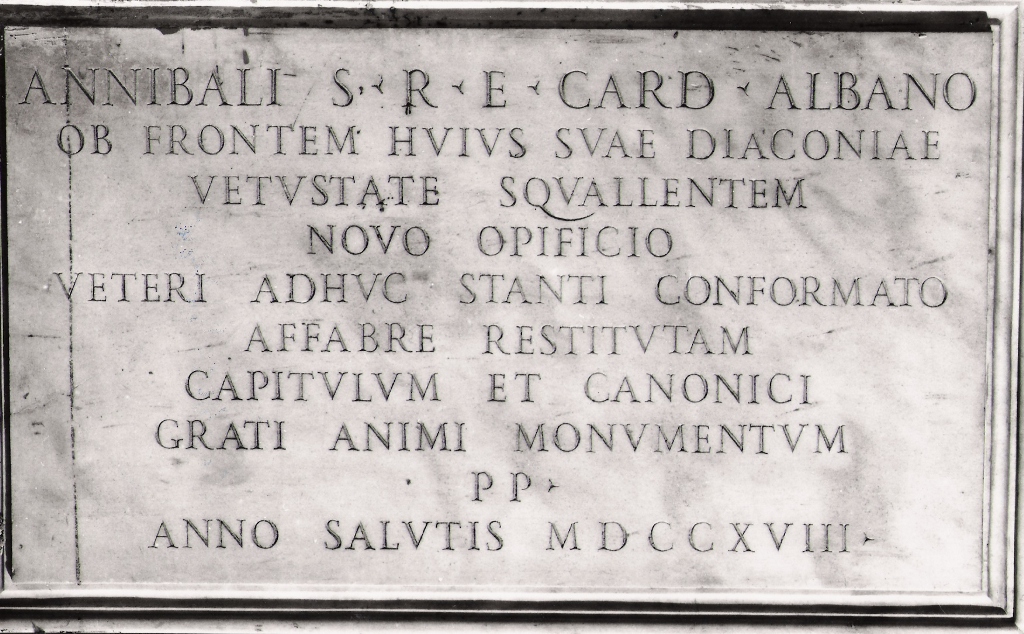 ANNIBALI S · R · E · CARD · ALBANO
OB FRONTEM HVIVS SVAE DIACONIAE
VETVSTATE SQVALLENTEM
NOVO OPIFICIO
VETERI ADHVC STANTI CONFORMATO
AFFABRE RESTITVTAM
CAPITVLVM ET CANONICI
GRATI ANIMI MONVMENTVM
P P ·
ANNO SALVTIS MDCCXVIII ·